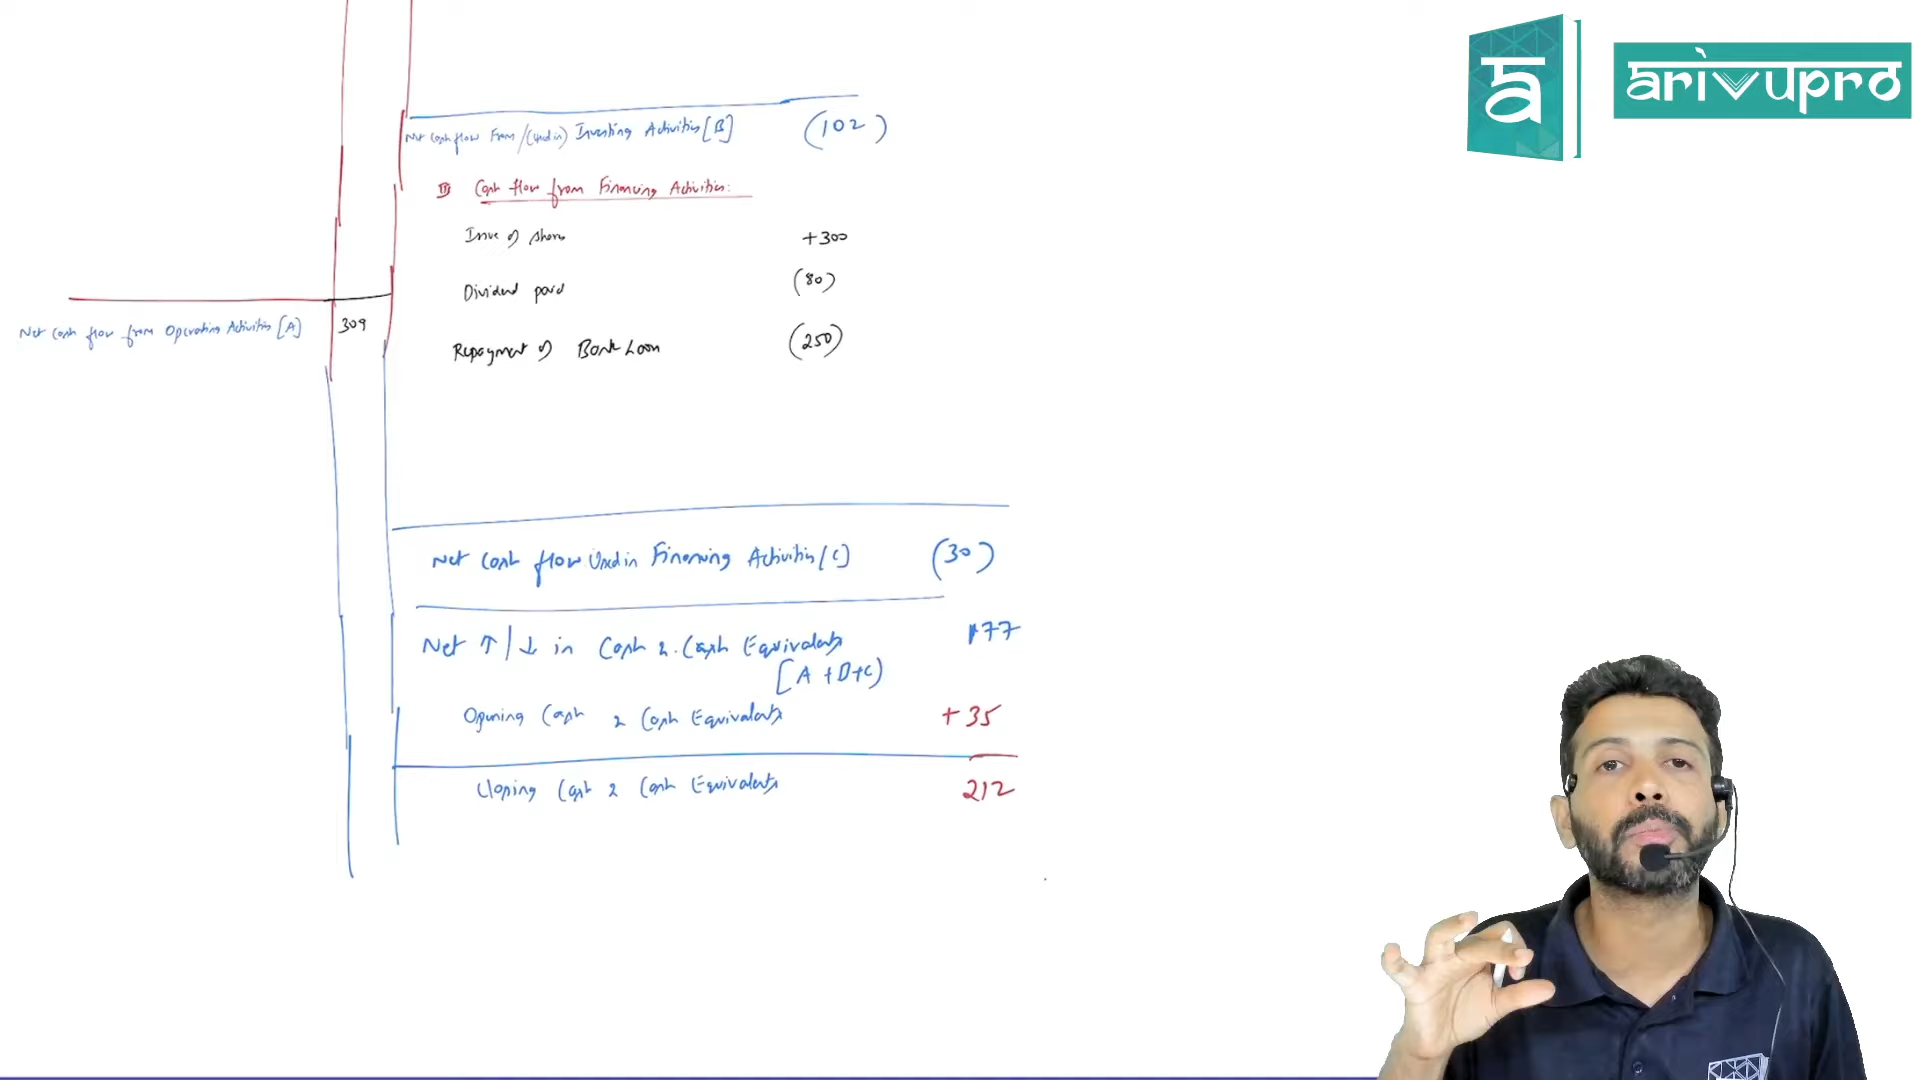 arivupro
Net Cash flow From/(Used in) Investing Activities [B] (102)
III Cash flow from Financing Activities:
Issue of shares +300
Dividend paid (80)
Net Cash flow from Operating Activities [A] 309
Repayment of Bank Loan (250)
Net Cash flow Used in Financing Activities [C] (30)
Net ↑/↓ in Cash & Cash Equivalents 177
[A+B+C)
Opening Cash & Cash Equivalents +35
Closing Cash & Cash Equivalents 212